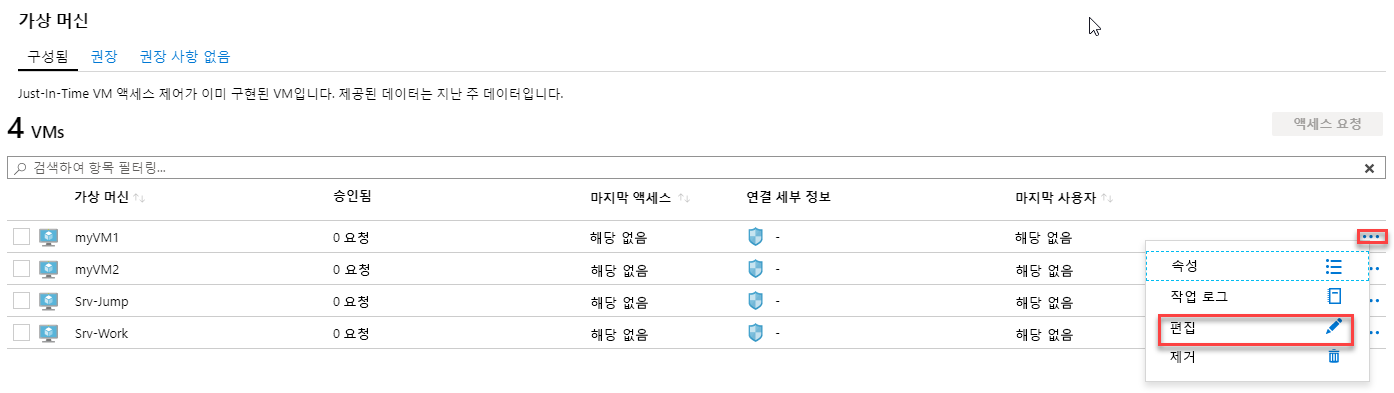 가상 머신
구성됨 권장 권장 사항 없음
Just-In-Time VM 액세스 제어가 이미 구현된 VM입니다. 제공된 데이터는 지난 주 데이터입니다.
4 VMs 액세스 요청
검색하여 항목 필터링...
가상 머신 승인됨 마지막 액세스 연결 세부 정보 마지막 사용자
myVM1 0 요청 해당 없음 - 해당 없음
myVM2 0 요청 해당 없음 - 해당 없음
Srv-Jump 0 요청 해당 없음 - 해당 없음
Srv-Work 0 요청 해당 없음 - 해당 없음
속성
작업 로그
편집
제거